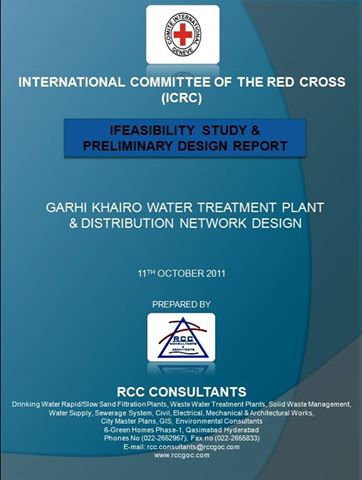 COMITE INTERNATIONAL
GENEVE
INTERNATIONAL COMMITTEE OF THE RED CROSS
(ICRC)
IFEASIBILITY STUDY &
PRELIMINARY DESIGN REPORT
GARHI KHAIRO WATER TREATMENT PLANT
& DISTRIBUTION NETWORK DESIGN
11TH OCTOBER 2011
PREPARED BY
RCC
CONSULTANTS
&
ARCHITECTS
RCC CONSULTANTS
Drinking Water Rapid/Slow Sand Filtration Plants, Waste Water Treatment Plants, Solid Waste Management,
Water Supply, Sewerage System, Civil, Electrical, Mechanical & Architectural Works,
City Master Plans, GIS, Environmental Consultants
6-Green Homes Phase-1, Qasimabad Hyderabad
Phones No (022-2652967), Fax no (022-2655833)
E-mail: rcc.consultants@rccgoc.com
www.rccgoc.com